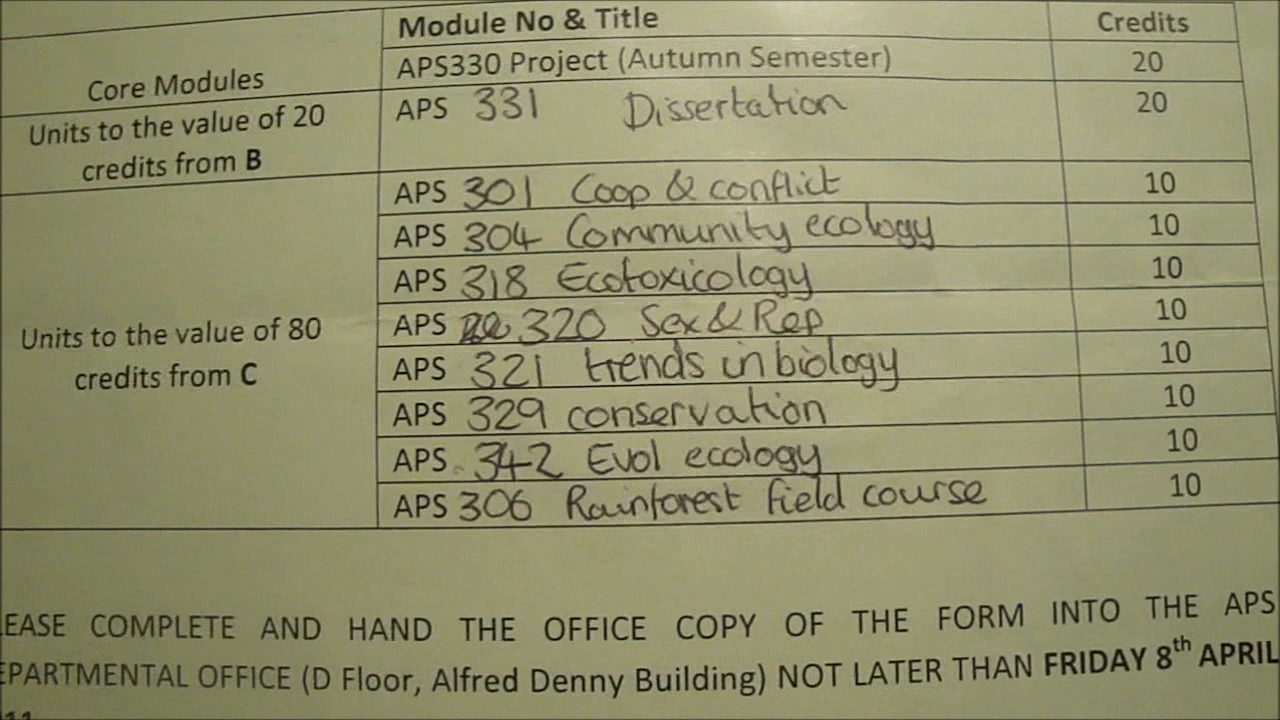 Module No & Title Credits
Core Modules APS330 Project (Autumn Semester) 20
Units to the value of 20 credits from B APS 331 Dissertation 20
Units to the value of 80 credits from C
APS 301 Coop & conflict 10
APS 304 Community ecology 10
APS 318 Ecotoxicology 10
APS 320 Sex & Rep 10
APS 321 trends in biology 10
APS 329 conservation 10
APS 342 Evol ecology 10
APS 306 Rainforest field course 10
EASE COMPLETE AND HAND THE OFFICE COPY OF THE FORM INTO THE APS
EPARTMENTAL OFFICE (D Floor, Alfred Denny Building) NOT LATER THAN FRIDAY 8th APRIL